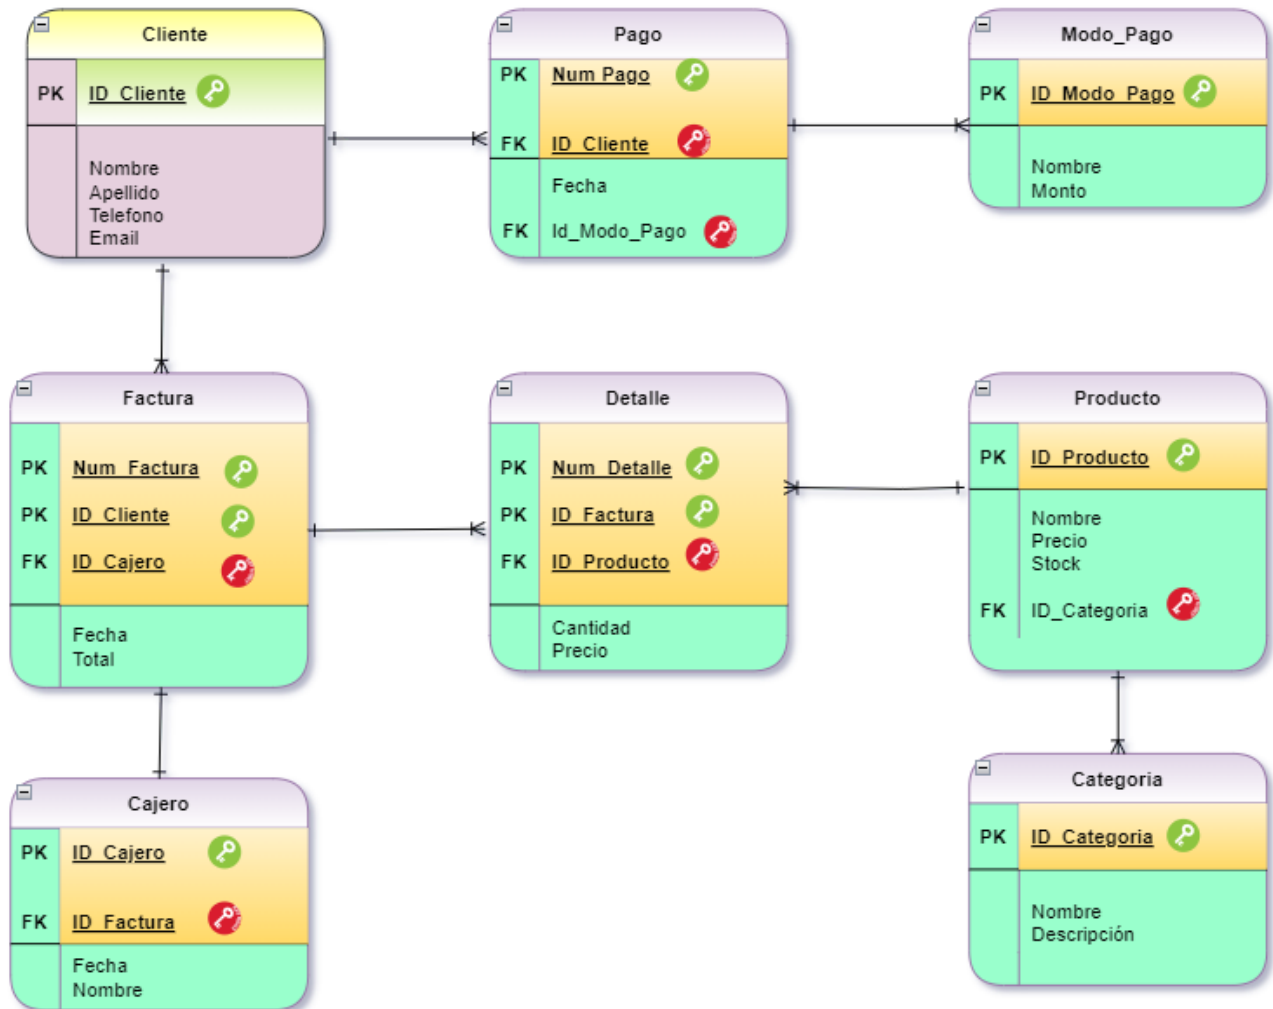 Cliente
PK ID_Cliente
Nombre
Apellido
Telefono
Email
Pago
PK Num Pago
FK ID_Cliente
Fecha
FK Id_Modo_Pago
Modo_Pago
PK ID_Modo_Pago
Nombre
Monto
Factura
PK Num_Factura
PK ID_Cliente
FK ID_Cajero
Fecha
Total
Detalle
PK Num_Detalle
PK ID_Factura
FK ID_Producto
Cantidad
Precio
Producto
PK ID_Producto
Nombre
Precio
Stock
FK ID_Categoria
Cajero
PK ID_Cajero
FK ID_Factura
Fecha
Nombre
Categoria
PK ID_Categoria
Nombre
Descripción